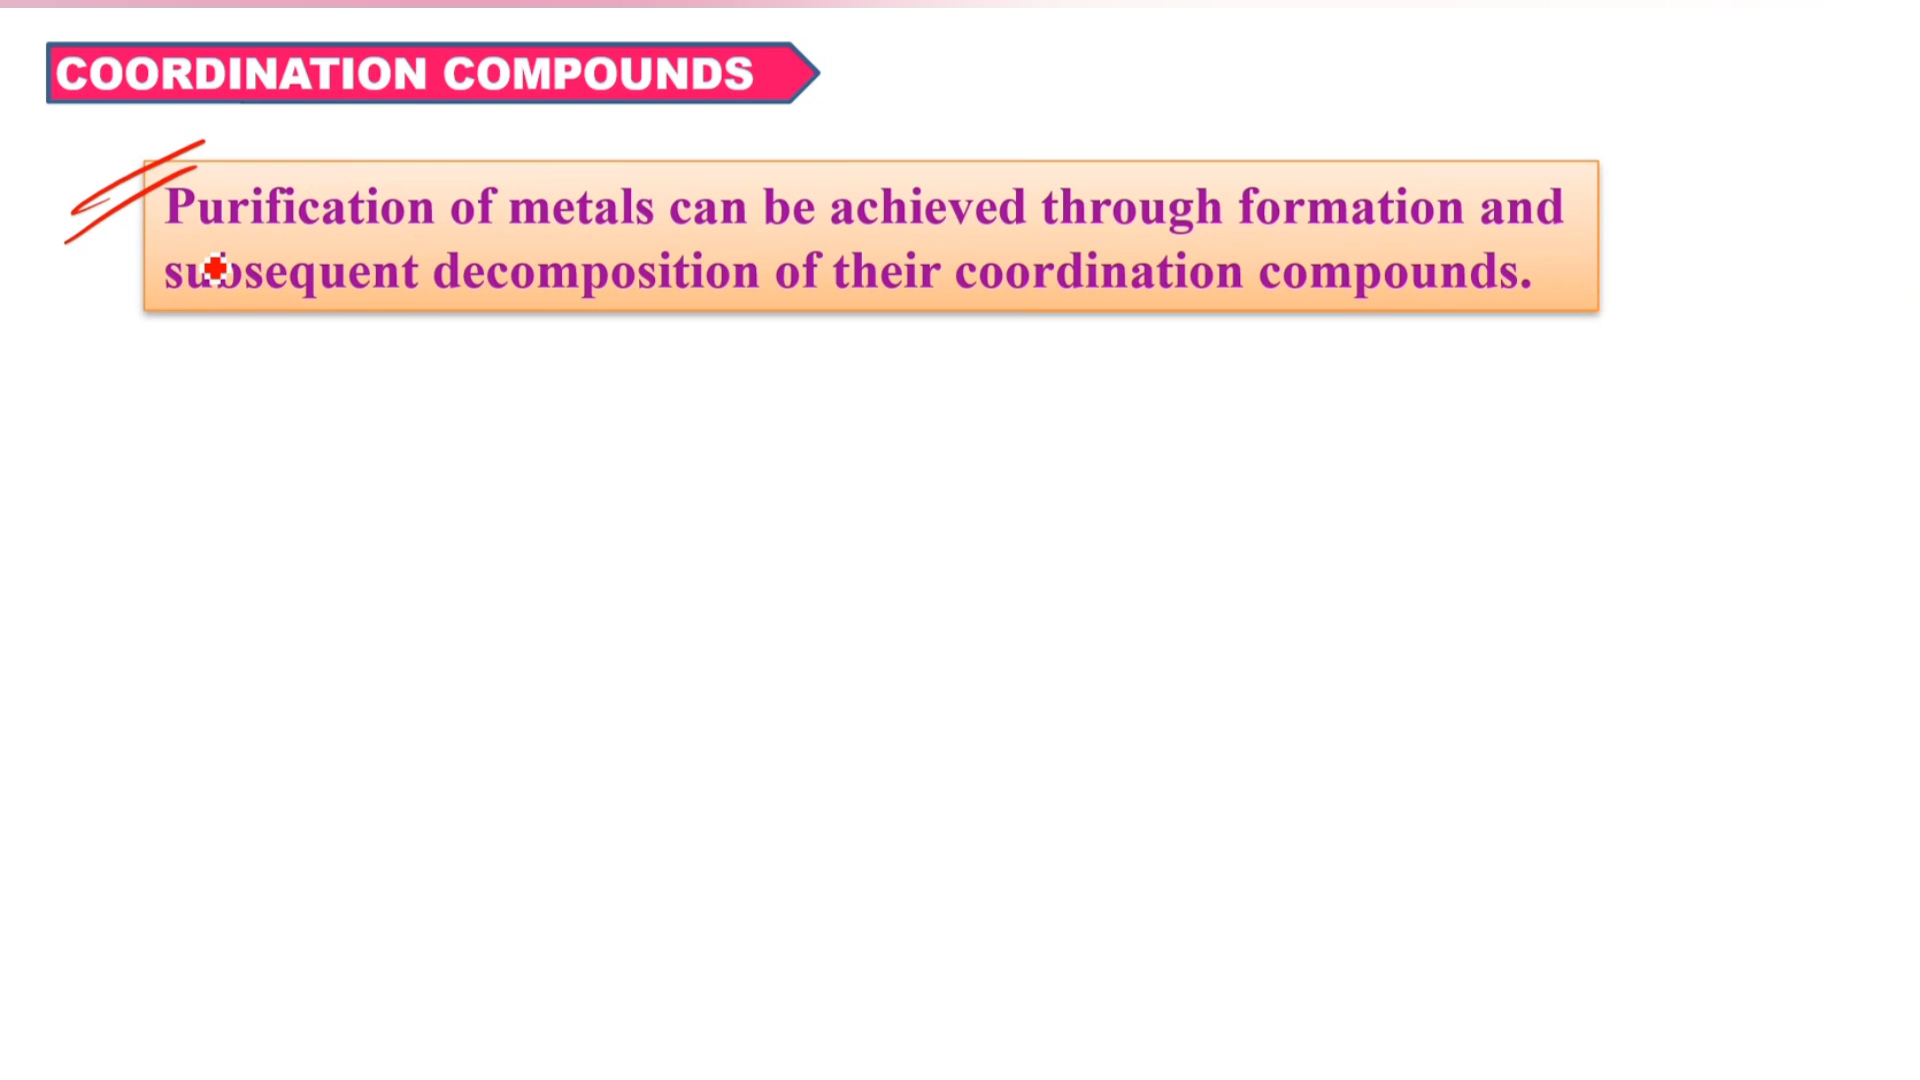 COORDINATION COMPOUNDS
Purification of metals can be achieved through formation and
subsequent decomposition of their coordination compounds.